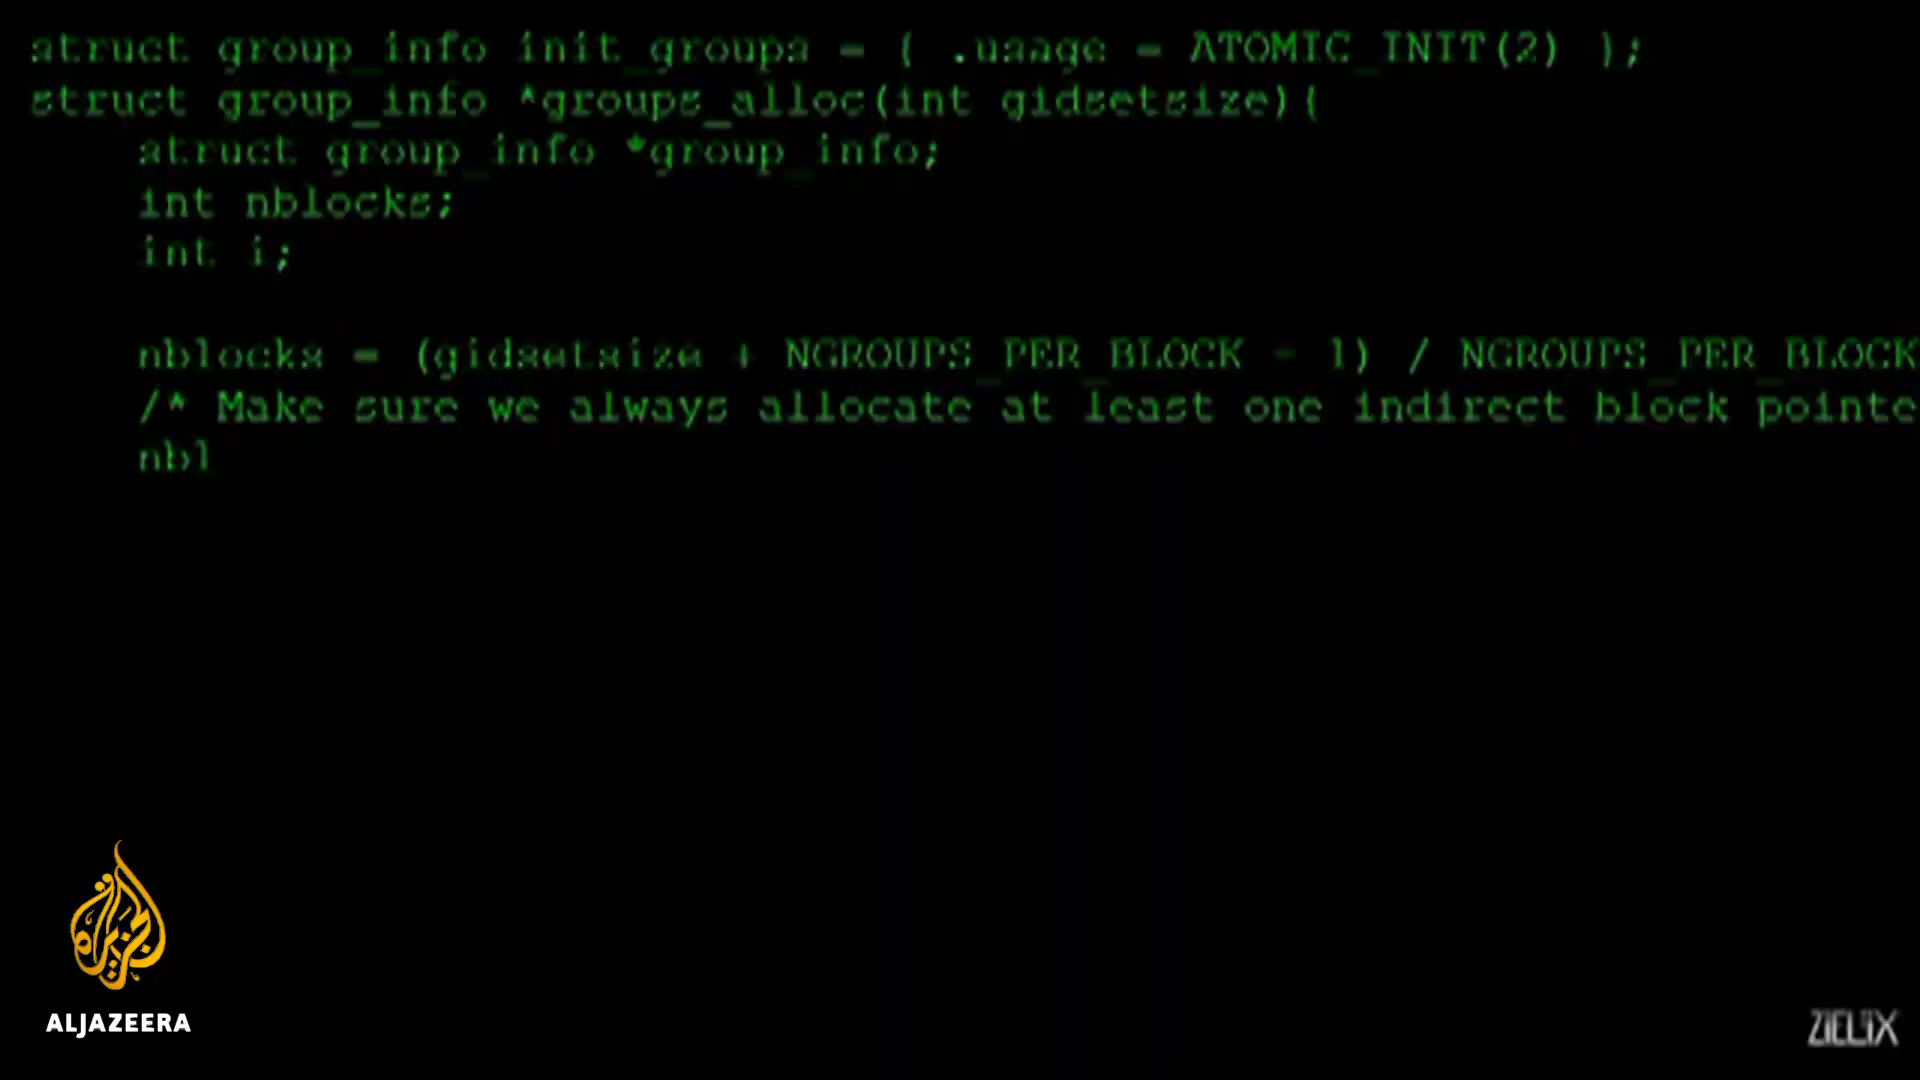 struct group_info init_groups = { .usage = ATOMIC_INIT(2) };
struct group_info *groups_alloc(int gidsetsize){
struct group_info *group_info;
int nblocks;
int i;
nblocks = (gidsetsize + NGROUPS_PER_BLOCK - 1) / NGROUPS_PER_BLOCK
/* Make sure we always allocate at least one indirect block pointe
nbl
الجزيرة
ALJAZEERA